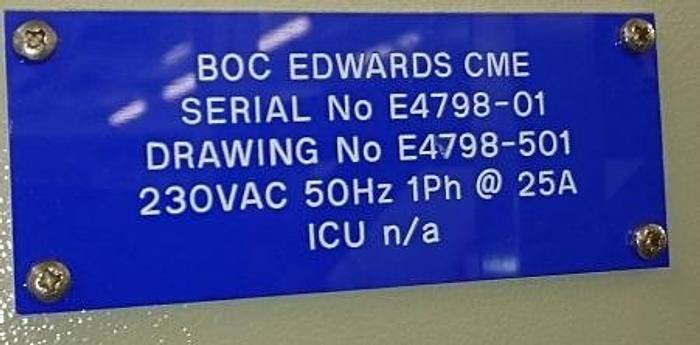 BOC EDWARDS CME
SERIAL No E4798-01
DRAWING No E4798-501
230VAC 50Hz 1Ph @ 25A
ICU n/a